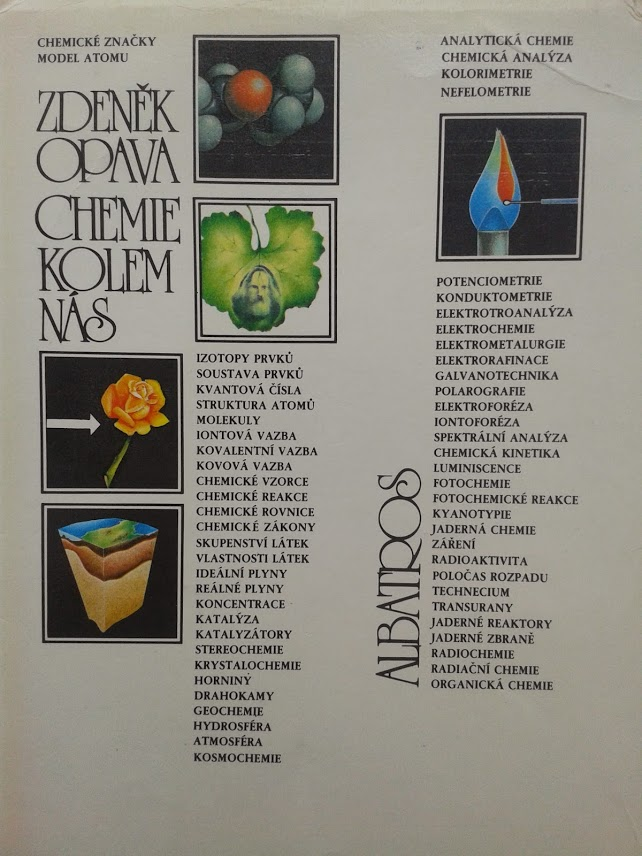 CHEMICKÉ ZNAČKY
MODEL ATOMU
ZDENĚK
OPAVA
CHEMIE
KOLEM
NÁS
IZOTOPY PRVKŮ
SOUSTAVA PRVKŮ
KVANTOVÁ ČÍSLA
STRUKTURA ATOMŮ
MOLEKULY
IONTOVÁ VAZBA
KOVALENTNÍ VAZBA
KOVOVÁ VAZBA
CHEMICKÉ VZORCE
CHEMICKÉ REAKCE
CHEMICKÉ ROVNICE
CHEMICKÉ ZÁKONY
SKUPENSTVÍ LÁTEK
VLASTNOSTI LÁTEK
IDEÁLNÍ PLYNY
REÁLNÉ PLYNY
KONCENTRACE
KATALÝZA
KATALYZÁTORY
STEREOCHEMIE
KRYSTALOCHEMIE
HORNINÝ
DRAHOKAMY
GEOCHEMIE
HYDROSFÉRA
ATMOSFÉRA
KOSMOCHEMIE
ANALYTICKÁ CHEMIE
CHEMICKÁ ANALÝZA
KOLORIMETRIE
NEFELOMETRIE
POTENCIOMETRIE
KONDUKTOMETRIE
ELEKTROTROANALÝZA
ELEKTROCHEMIE
ELEKTROMETALURGIE
ELEKTRORAFINACE
GALVANOTECHNIKA
POLAROGRAFIE
ELEKTROFORÉZA
IONTOFORÉZA
SPEKTRÁLNÍ ANALÝZA
CHEMICKÁ KINETIKA
LUMINISCENCE
FOTOCHEMIE
FOTOCHEMICKÉ REAKCE
KYANOTYPIE
JADERNÁ CHEMIE
ZÁŘENÍ
RADIOAKTIVITA
POLOČAS ROZPADU
TECHNECIUM
TRANSURANY
JADERNÉ REAKTORY
JADERNÉ ZBRANĚ
RADIOCHEMIE
RADIAČNÍ CHEMIE
ORGANICKÁ CHEMIE
ALBATROS